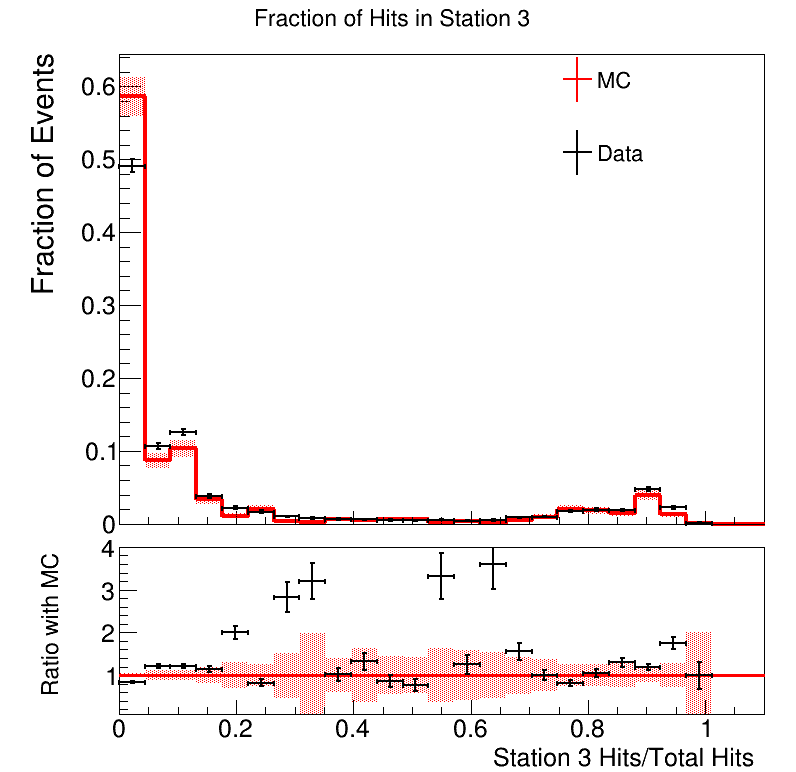 Fraction of Hits in Station 3
Fraction of Events
0.6
0.5
0.4
0.3
0.2
0.1
0
MC
Data
Ratio with MC
4
3
2
1
0 0.2 0.4 0.6 0.8 1
Station 3 Hits/Total Hits